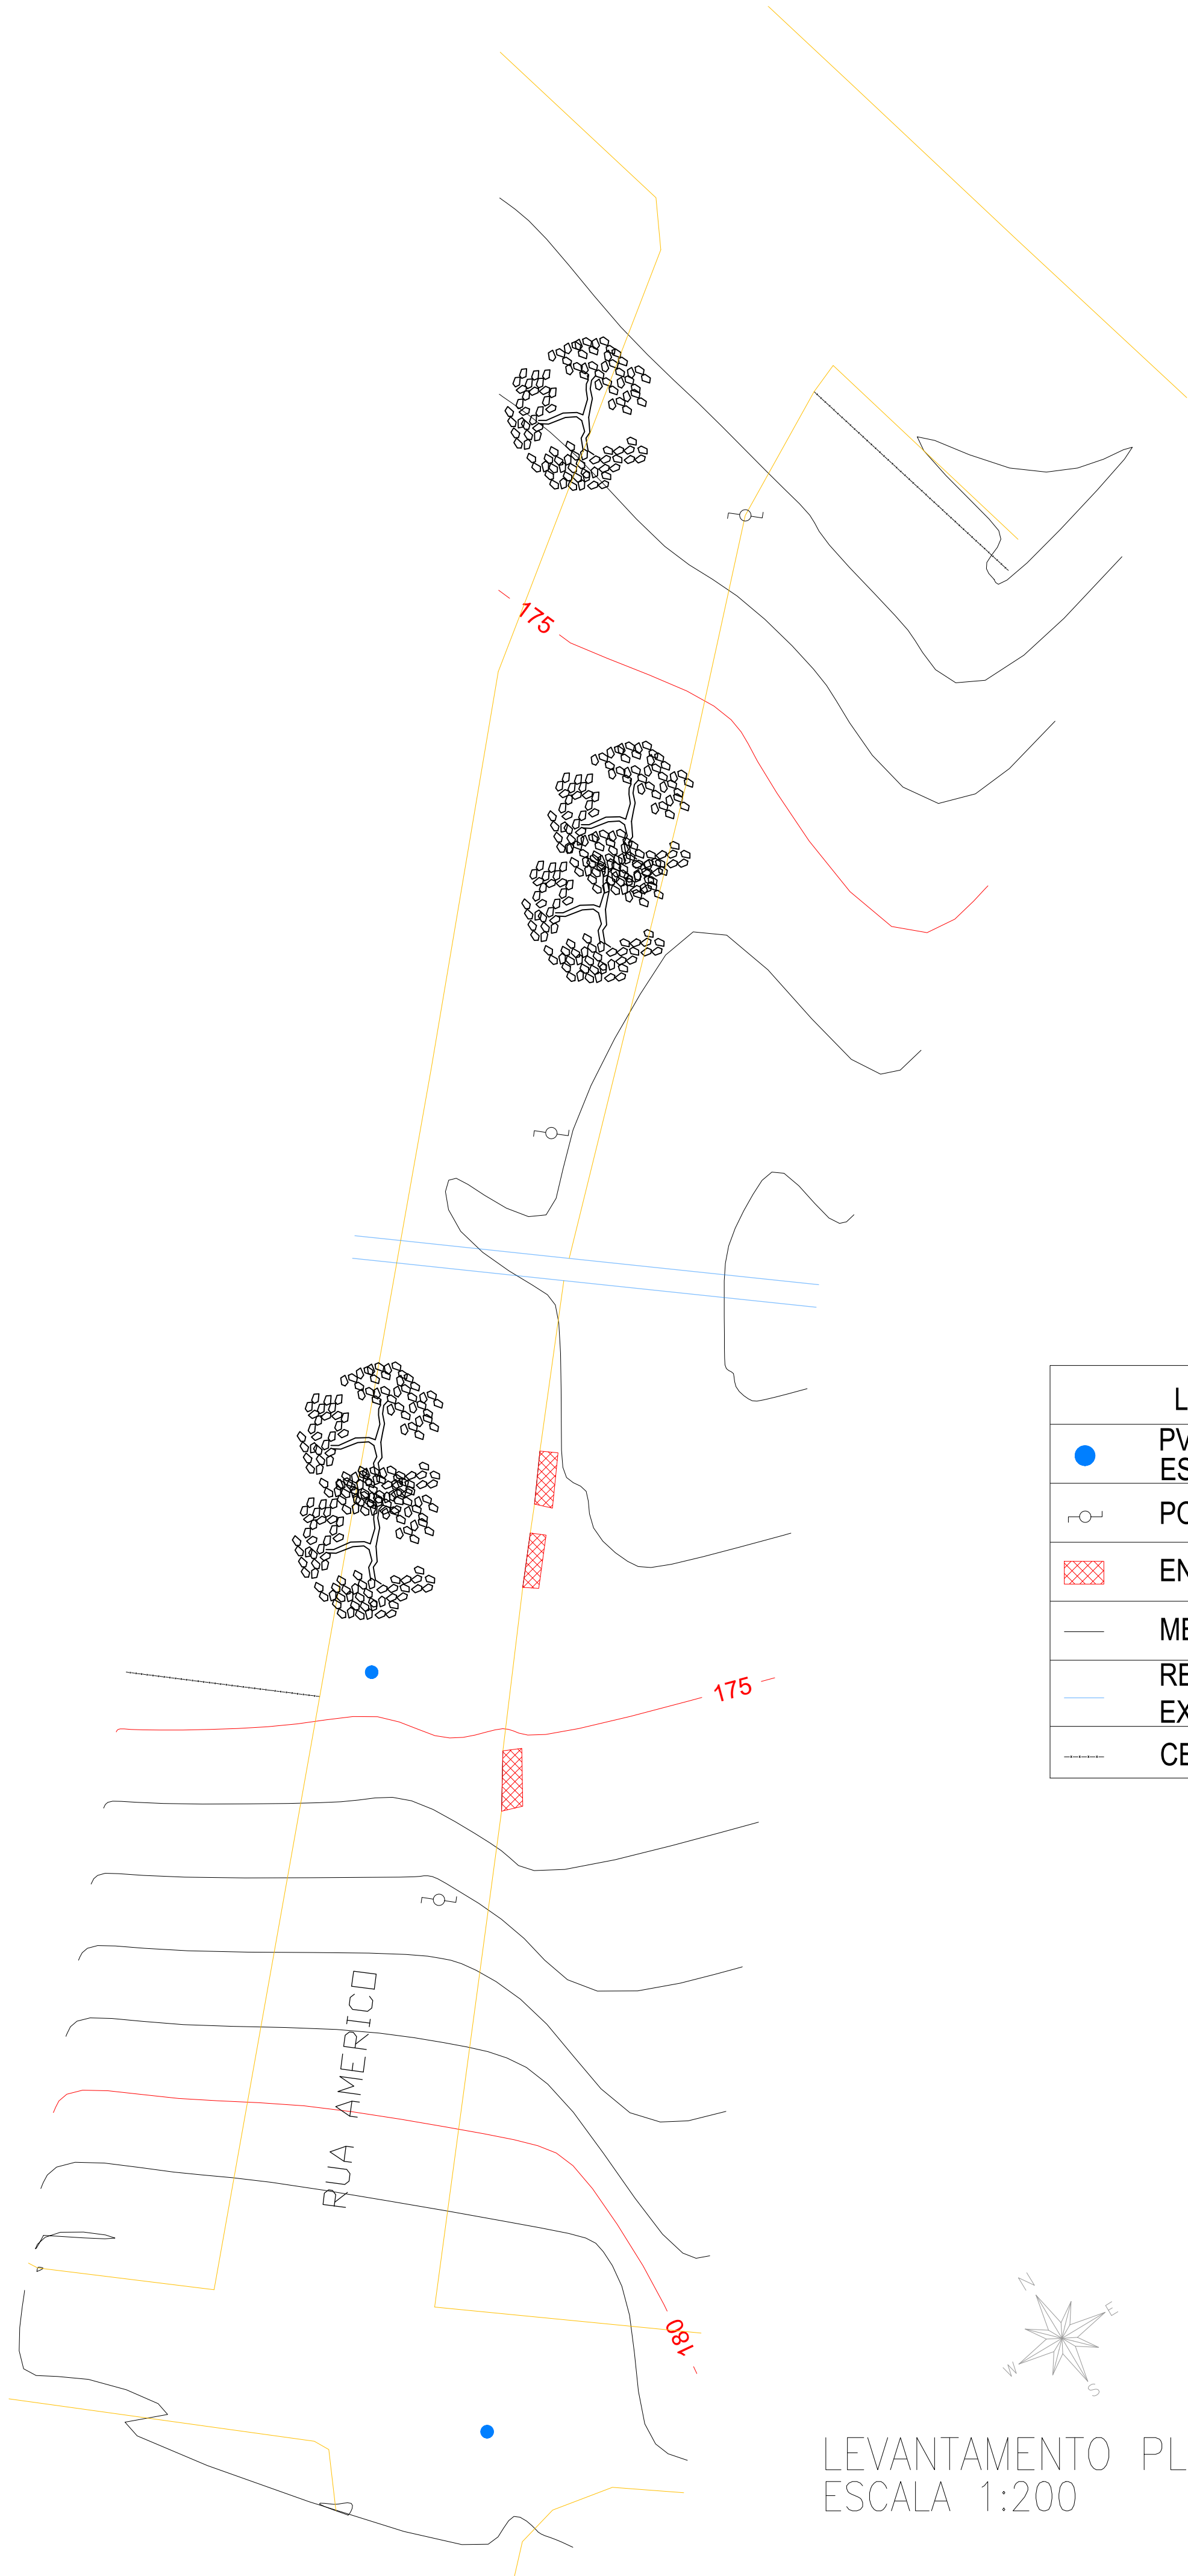 175
L
PV
ES
PO
EN
ME
RE
EX
CE
175
RUA AMERICO
180
N
E
W
S
LEVANTAMENTO PL
ESCALA 1:200